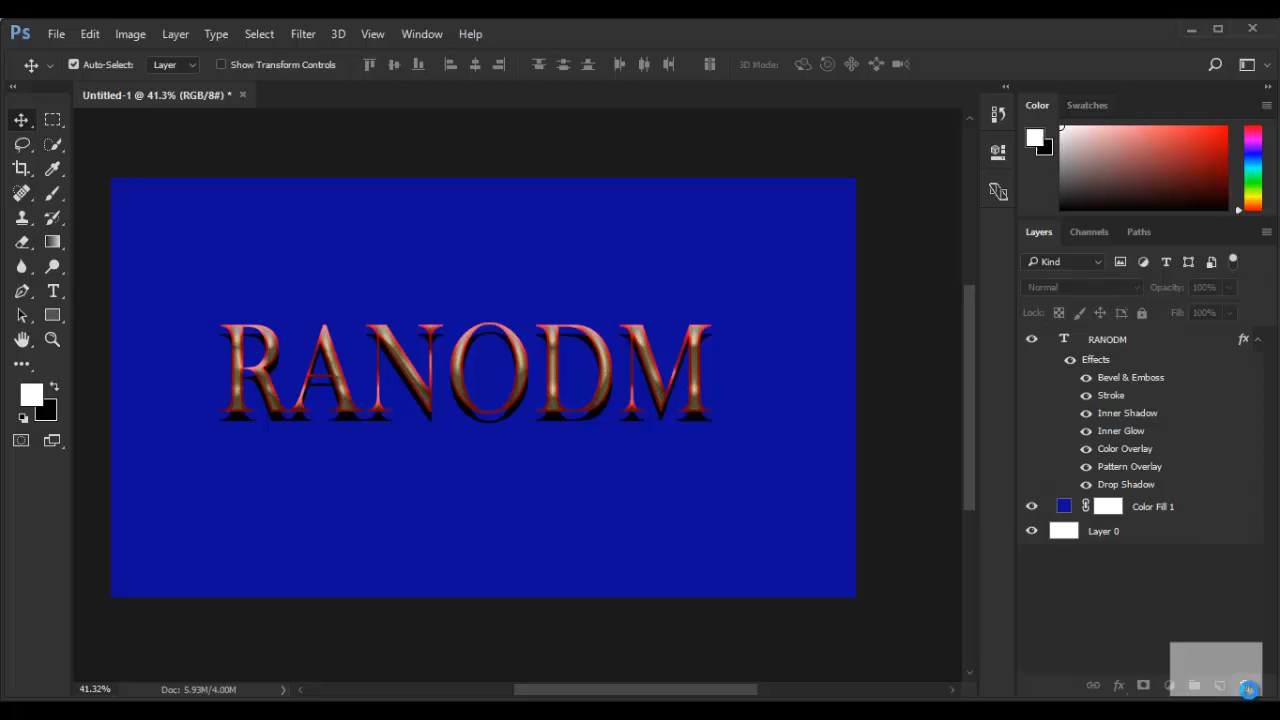 Ps File Edit Image Layer Type Select Filter 3D View Window Help
Auto-Select: Layer Show Transform Controls 3D Mode:
Untitled-1 @ 41.3% (RGB/8#) * ×
Color Swatches
Layers Channels Paths
Kind
Normal Opacity: 100%
Lock: Fill: 100%
RANODM fx
Effects
Bevel & Emboss
Stroke
Inner Shadow
Inner Glow
Color Overlay
Pattern Overlay
Drop Shadow
Color Fill 1
Layer 0
RANODM
41.32% Doc: 5.93M/4.00M
fx